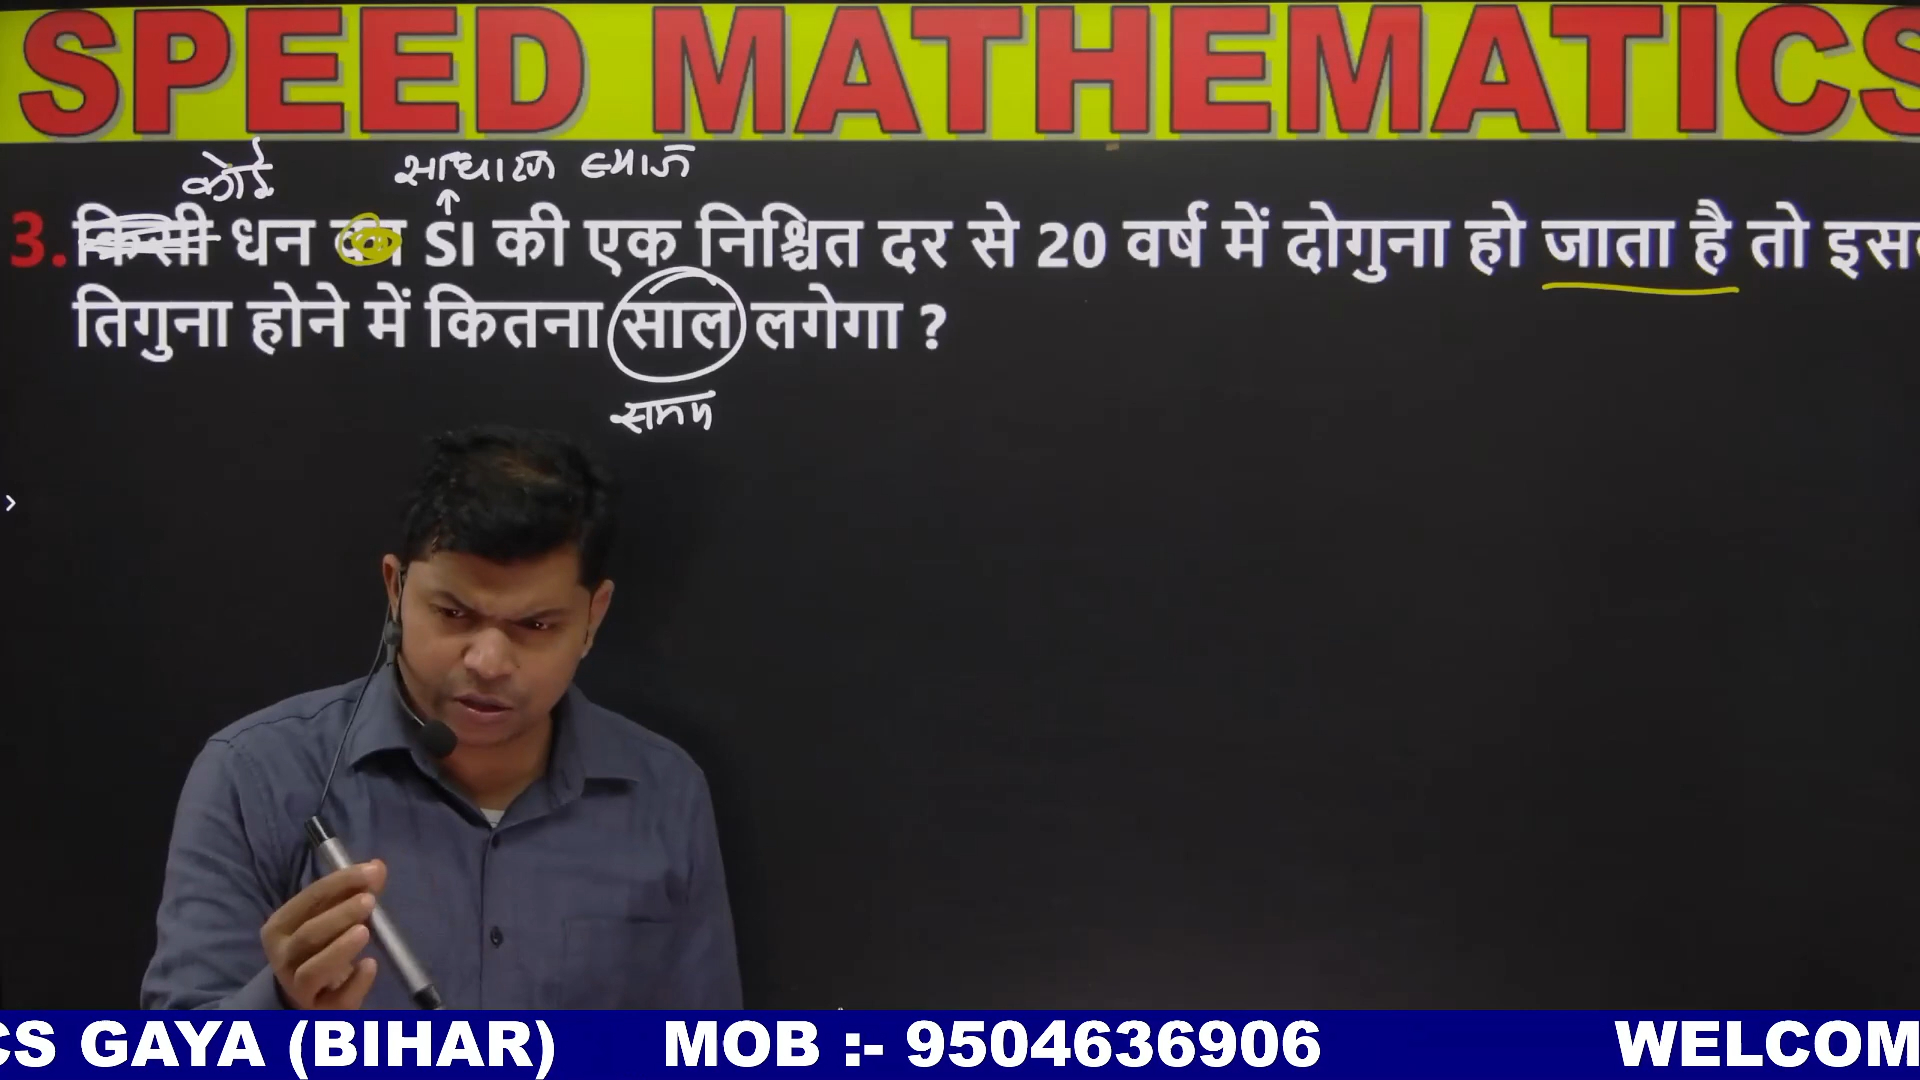 SPEED MATHEMATICS
कोई साधारण ब्याज
3. किसी धन का SI की एक निश्चित दर से 20 वर्ष में दोगुना हो जाता है तो
तिगुना होने में कितना साल लगेगा ?
समय
CS GAYA (BIHAR) MOB :- 9504636906 WELCOM